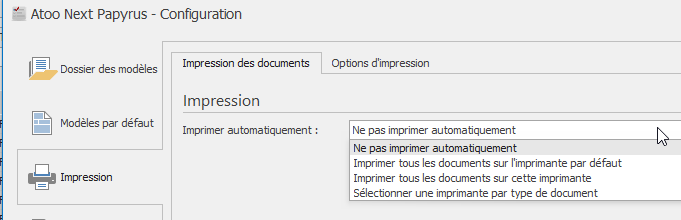 Atoo Next Papyrus - Configuration
Dossier des modèles
Modèles par défaut
Impression
Impression des documents
Options d'impression
Impression
Imprimer automatiquement :
Ne pas imprimer automatiquement
Ne pas imprimer automatiquement
Imprimer tous les documents sur l'imprimante par défaut
Imprimer tous les documents sur cette imprimante
Sélectionner une imprimante par type de document